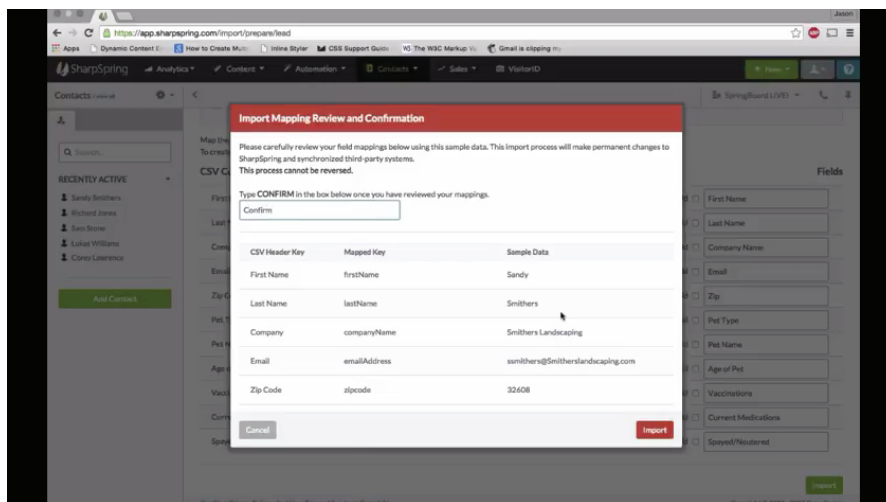 Jason
https://app.sharpspring.com/import/prepare/lead
Apps
Dynamic Content
How to Create
Inline Styler
CSS Support Guide
The W3C Markup
Gmail is clipping
SharpSpring
Analytics
Content
Automation
Contacts
Sales
VisitorID
Contacts
SpringBoard (LIVE)
Import Mapping Review and Confirmation
Please carefully review your field mappings below using this sample data. This import process will make permanent changes to
SharpSpring and synchronized third-party systems.
This process cannot be reversed.
Type CONFIRM in the box below once you have reviewed your mappings.
Confirm
CSV Header Key Mapped Key Sample Data
First Name firstName Sandy
Last Name lastName Smithers
Company companyName Smithers Landscaping
Email emailAddress ssmithers@Smitherslandscaping.com
Zip Code zipcode 32608
Cancel Import
Search...
RECENTLY ACTIVE
Sandy Smithers
Richard Jones
Sam Stone
Lukas Williams
Corey Lawrence
Add Contact
Map the
CSV
Fields
First Name
Last Name
Company Name
Email
Zip
Pet Type
Pet Name
Age of Pet
Vaccinations
Current Medications
Spayed/Neutered
Import